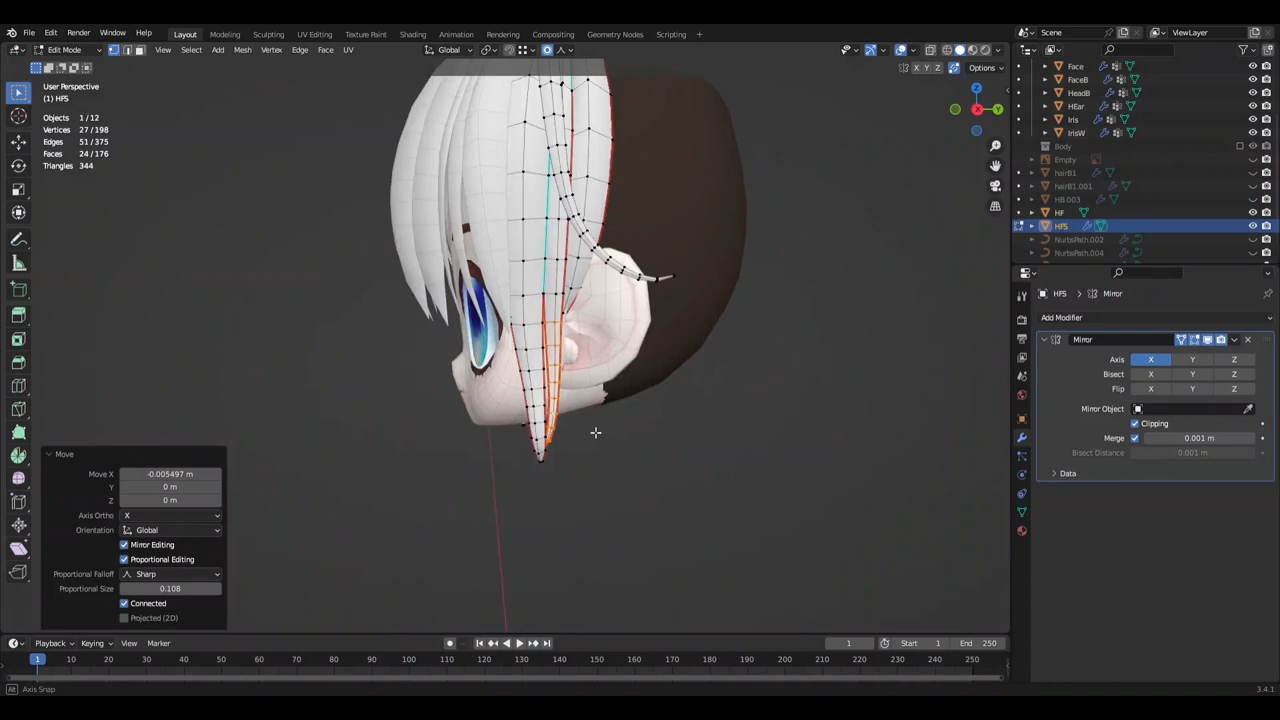 File Edit Render Window Help Layout Modeling Sculpting UV Editing Texture Paint Shading Animation Rendering Compositing Geometry Nodes Scripting Scene ViewLayer
Edit Mode View Select Add Mesh Vertex Edge Face UV Global
X Y Z Options
User Perspective
(1) HFS
Objects 1/12
Vertices 27/198
Edges 51/375
Faces 24/176
Triangles 344
Face
FaceB
HeadB
HEar
Iris
IrisW
Body
Empty
hairB1
hairB1.001
HB.003
HF
HFS
NurbsPath.002
NurbsPath.004
HFS > Mirror
Add Modifier
Mirror
Axis X Y Z
Bisect X Y Z
Flip X Y Z
Mirror Object
Clipping
Merge 0.001 m
Bisect Distance 0.001 m
Data
Move
Move X -0.005497 m
Y 0 m
Z 0 m
Axis Ortho X
Orientation Global
Mirror Editing
Proportional Editing
Proportional Falloff Sharp
Proportional Size 0.108
Connected
Projected (2D)
Playback Keying View Marker 1 Start 1 End 250
1 10 20 30 40 50 60 70 80 90 100 110 120 130 140 150 160 170 180 190 200 210 220 230 240 250
Alt Axis Snap 3.4.1